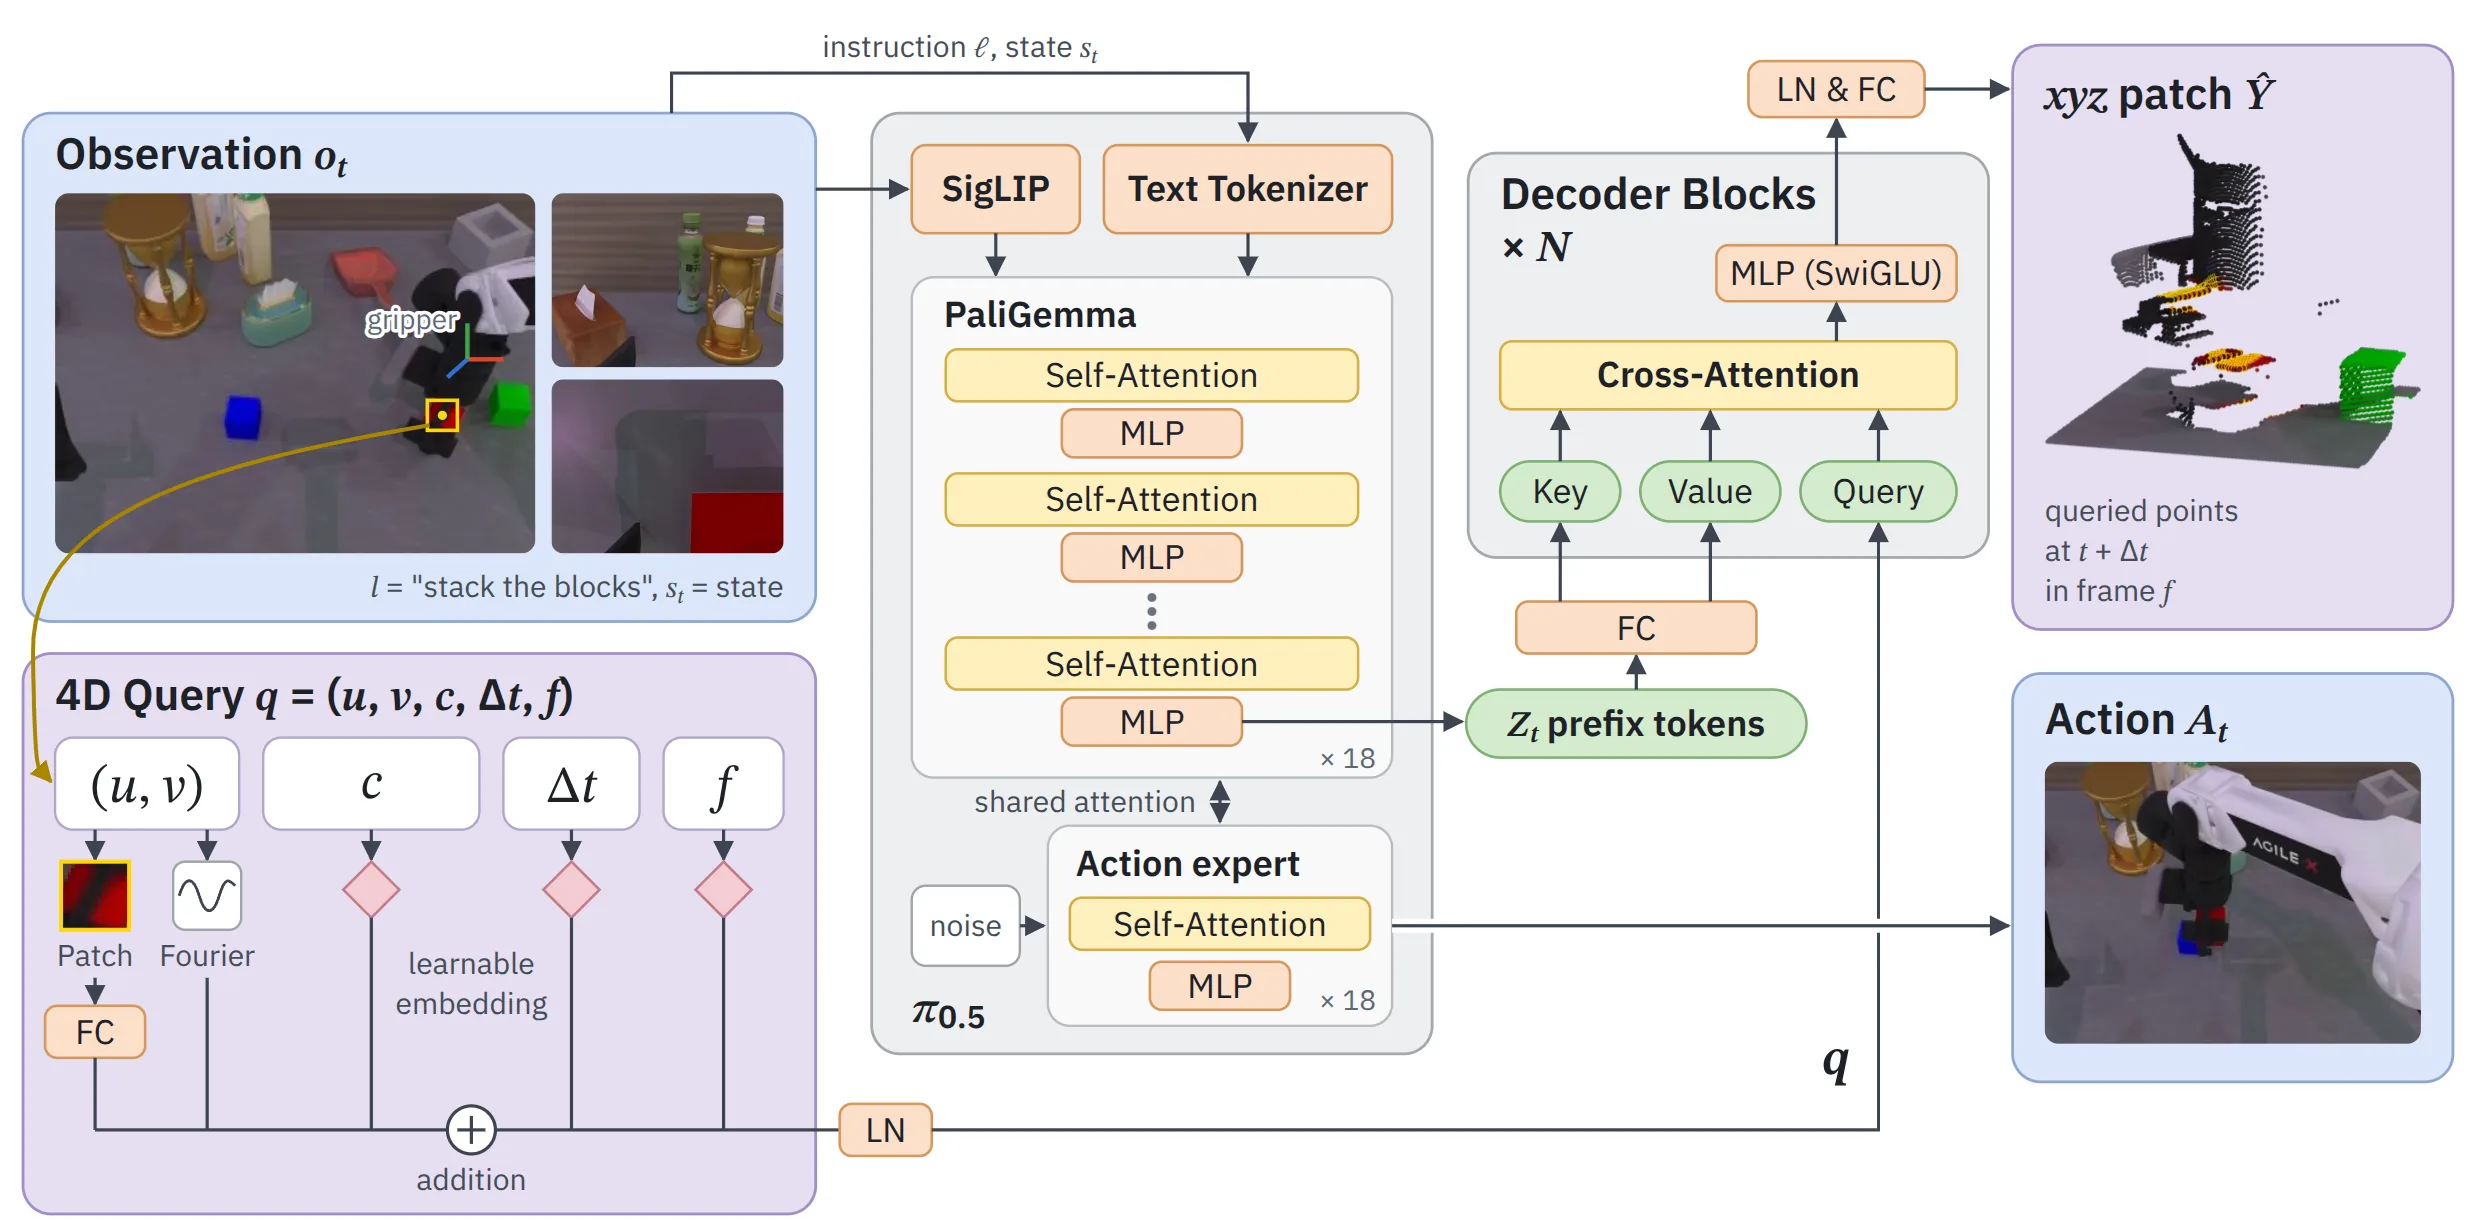 instruction ℓ, state sₜ
Observation oₜ
gripper
l = "stack the blocks", sₜ = state
4D Query q = (u, v, c, Δt, f)
(u, v)
c
Δt
f
Patch
Fourier
learnable
embedding
FC
addition
LN
SigLIP
Text Tokenizer
PaliGemma
Self-Attention
MLP
Self-Attention
MLP
Self-Attention
MLP
× 18
shared attention
Action expert
noise
Self-Attention
MLP
× 18
π₀.₅
LN & FC
Decoder Blocks
× N
MLP (SwiGLU)
Cross-Attention
Key
Value
Query
FC
zₜ prefix tokens
q
xyz patch Ŷ
queried points
at t + Δt
in frame f
Action Aₜ
AGILE X